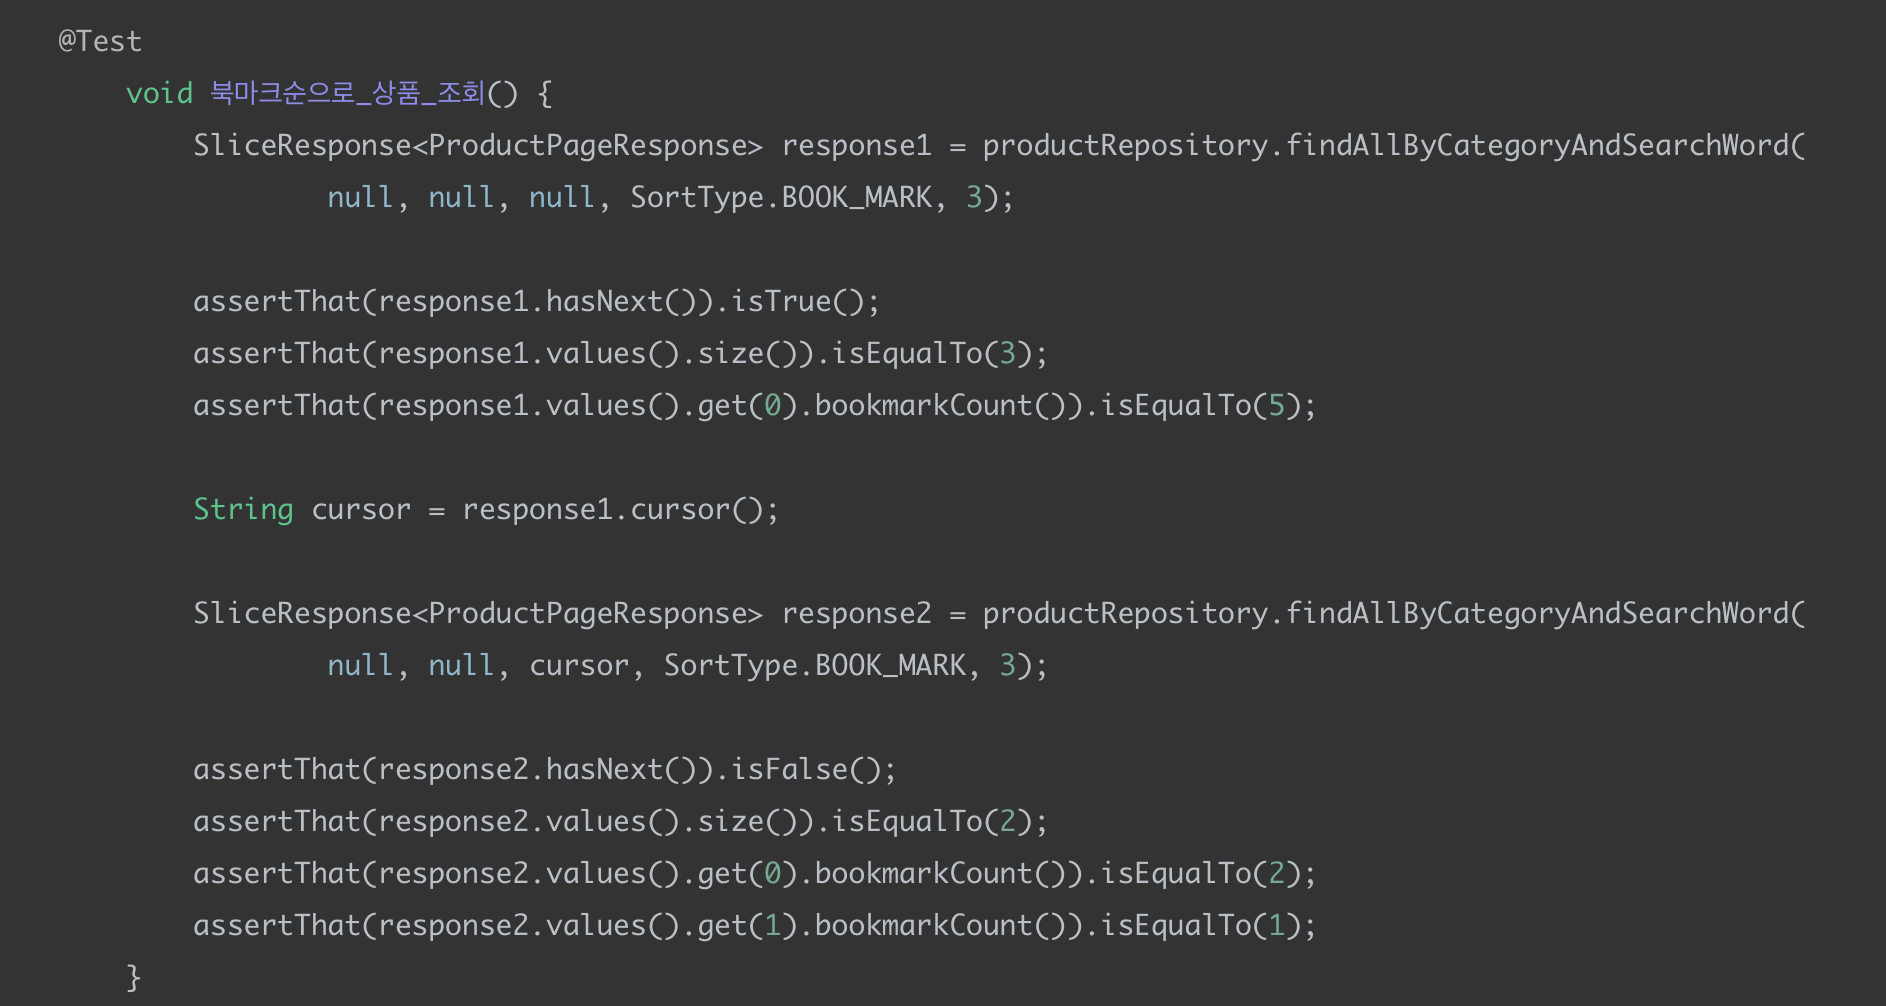 @Test
void 북마크순으로_상품_조회() {
SliceResponse<ProductPageResponse> response1 = productRepository.findAllByCategoryAndSearchWord(
null, null, null, SortType.BOOK_MARK, 3);
assertThat(response1.hasNext()).isTrue();
assertThat(response1.values().size()).isEqualTo(3);
assertThat(response1.values().get(0).bookmarkCount()).isEqualTo(5);
String cursor = response1.cursor();
SliceResponse<ProductPageResponse> response2 = productRepository.findAllByCategoryAndSearchWord(
null, null, cursor, SortType.BOOK_MARK, 3);
assertThat(response2.hasNext()).isFalse();
assertThat(response2.values().size()).isEqualTo(2);
assertThat(response2.values().get(0).bookmarkCount()).isEqualTo(2);
assertThat(response2.values().get(1).bookmarkCount()).isEqualTo(1);
}